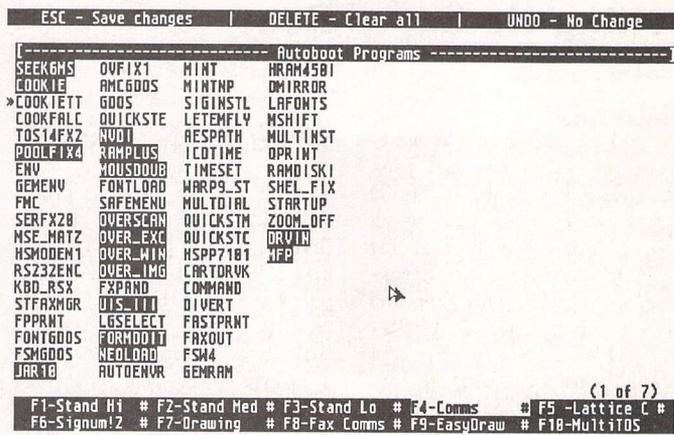 ESC - Save changes | DELETE - Clear all | UNDO - No Change
[---------------------------- Autoboot Programs ----------------------------]
SEEK6MS OVFIX1 MINT HRAM4581
COOKIE AMCGDOS MINTNP DMIRROR
»COOKIETT GDOS SIGINSTL LAFONTS
COOKFALC QUICKSTE LETEMFLY MSHIFT
TOS14FX2 NVDI AESPATH MULTINST
POOLFIX4 RAMPLUS ICDTIME OPRINT
ENV MOUSDOUB TIMESET RAMDISKI
GEMENV FONTLOAD WARP9_ST SHEL_FIX
FMC SAFEMENU MULTDIAL STARTUP
SERFX20 OVERSCAN QUICKSTM ZOOM_OFF
MSE_MATZ OVER_EXC QUICKSTC DRVIN
HSMODEN1 OVER_WIN HSPP7101 MFP
RS232ENC OVER_IMG CARTDRVK
KBD_RSX FXPAND COMMAND
STFAXMGR UIS_III DIVERT
FPPRNT LGSELECT FASTPRNT
FONTGDOS FORMDOIT FAXOUT
FSMGDOS NEOLOAD FSW4
JAR10 AUTOENVR GEMRAM
(1 of 7)
F1-Stand Hi # F2-Stand Med # F3-Stand Lo # F4-Comms # F5 -Lattice C #
F6-Signum!2 # F7-Drawing # F8-Fax Comms # F9-EasyDraw # F10-MultiTOS